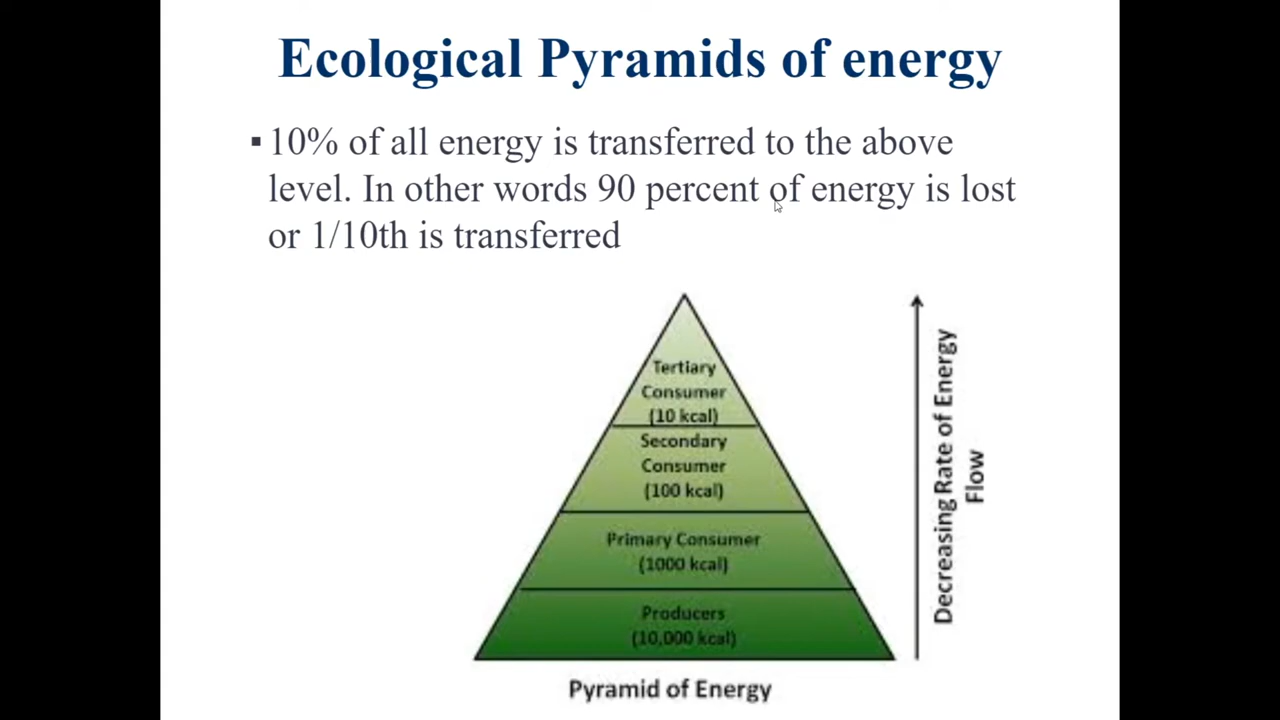 Ecological Pyramids of energy
▪10% of all energy is transferred to the above
level. In other words 90 percent of energy is lost
or 1/10th is transferred
Tertiary
Consumer
(10 kcal)
Secondary
Consumer
(100 kcal)
Primary Consumer
(1000 kcal)
Producers
(10,000 kcal)
Decreasing Rate of Energy
Flow
Pyramid of Energy